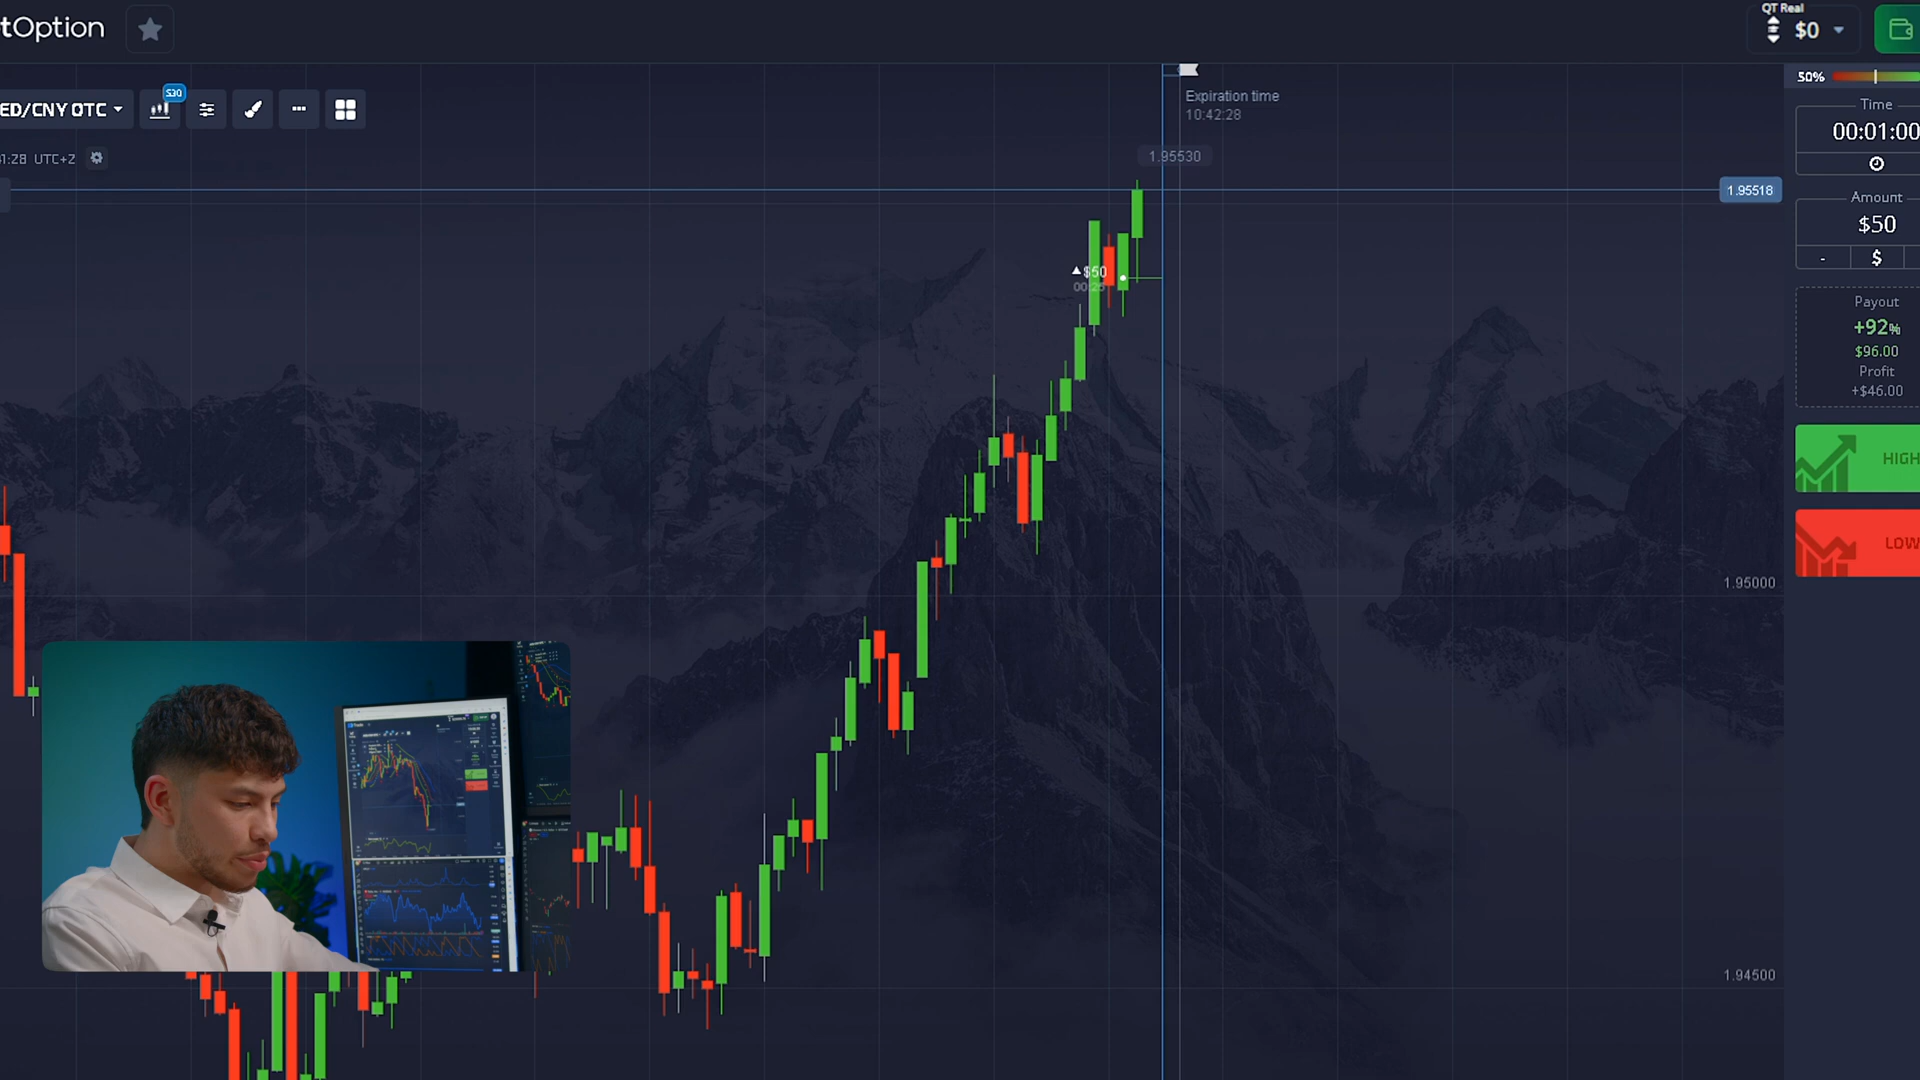 tOption
QT Real
$0
S30
ED/CNY OTC
1:28 UTC+2
Expiration time
10:42:28
1.95530
1.95518
$50
50%
Time
00:01:00
Amount
$50
- $
Payout
+92%
$96.00
Profit
+$46.00
HIGH
LOW
1.95000
1.94500